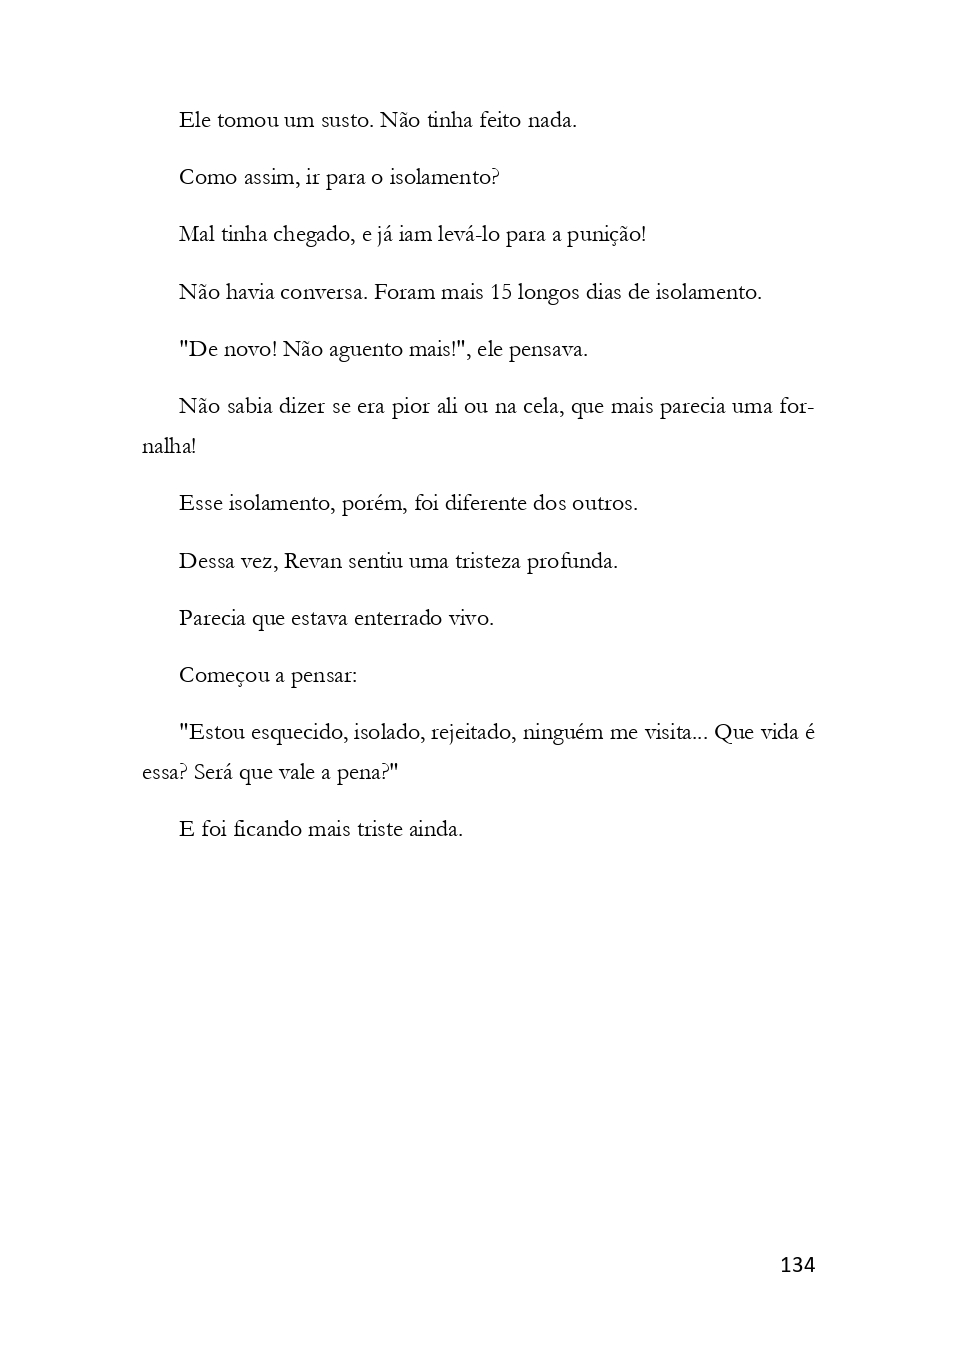 Ele tomou um susto. Não tinha feito nada.
Como assim, ir para o isolamento?
Mal tinha chegado, e já iam levá-lo para a punição!
Não havia conversa. Foram mais 15 longos dias de isolamento.
"De novo! Não aguento mais!", ele pensava.
Não sabia dizer se era pior ali ou na cela, que mais parecia uma for-
nalha!
Esse isolamento, porém, foi diferente dos outros.
Dessa vez, Revan sentiu uma tristeza profunda.
Parecia que estava enterrado vivo.
Começou a pensar:
"Estou esquecido, isolado, rejeitado, ninguém me visita... Que vida é
essa? Será que vale a pena?"
E foi ficando mais triste ainda.
134